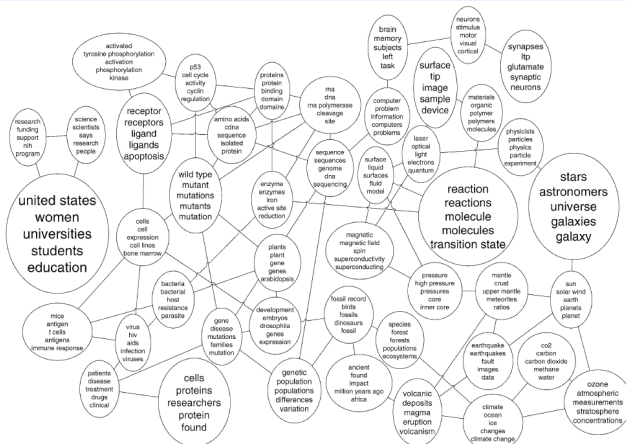 neurons
stimulus
motor
visual
cortical
brain
memory
subjects
left
task
synapses
ltp
glutamate
synaptic
neurons
activated
tyrosine phosphorylation
activation
phosphorylation
kinase
p53
cell cycle
activity
cyclin
regulation
proteins
protein
binding
domain
domains
rna
dna
rna polymerase
cleavage
site
surface
tip
image
sample
device
computer
problem
information
computers
problems
materials
organic
polymer
polymers
molecules
receptor
receptors
ligand
ligands
apoptosis
amino acids
cdna
sequence
isolated
protein
research
funding
support
nih
program
science
scientists
says
research
people
laser
optical
light
electrons
quantum
physicists
particles
physics
particle
experiment
sequence
sequences
genome
dna
sequencing
surface
liquid
surfaces
fluid
model
wild type
mutant
mutations
mutants
mutation
enzyme
enzymes
iron
active site
reduction
united states
women
universities
students
education
reaction
reactions
molecule
molecules
transition state
stars
astronomers
universe
galaxies
galaxy
cells
cell
expression
cell lines
bone marrow
magnetic
magnetic field
spin
superconductivity
superconducting
plants
plant
gene
genes
arabidopsis
bacteria
bacterial
host
resistance
parasite
pressure
high pressure
pressures
core
inner core
mantle
crust
upper mantle
meteorites
ratios
sun
solar wind
earth
planets
planet
mice
antigen
t cells
antigens
immune response
virus
hiv
aids
infection
viruses
gene
disease
mutations
families
mutation
development
embryos
drosophila
genes
expression
fossil record
birds
fossils
dinosaurs
fossil
species
forest
forests
populations
ecosystems
earthquake
earthquakes
fault
images
data
co2
carbon
carbon dioxide
methane
water
patients
disease
treatment
drugs
clinical
cells
proteins
researchers
protein
found
genetic
population
populations
differences
variation
ancient
found
impact
million years ago
africa
volcanic
deposits
magma
eruption
volcanism
climate
ocean
ice
changes
climate change
ozone
atmospheric
measurements
stratosphere
concentrations